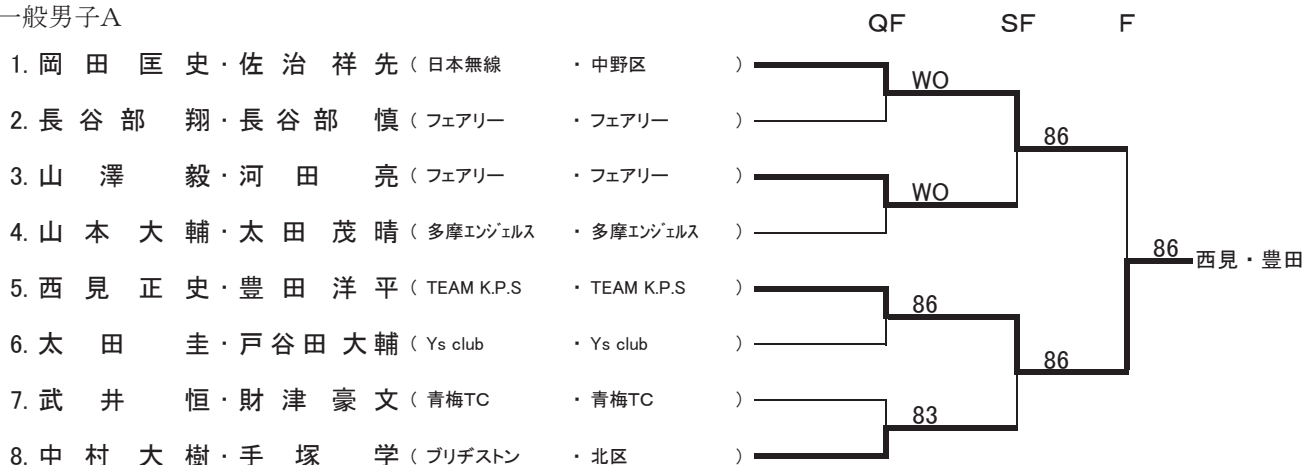 一般男子A
QF SF F
1. 岡田匡史・佐治祥先 ( 日本無線 ・ 中野区 )
WO
2. 長谷部翔・長谷部慎 ( フェアリー ・ フェアリー )
86
3. 山澤毅・河田亮 ( フェアリー ・ フェアリー )
WO
4. 山本大輔・太田茂晴 ( 多摩エンジェルス ・ 多摩エンジェルス )
86 西見・豊田
5. 西見正史・豊田洋平 ( TEAM K.P.S ・ TEAM K.P.S )
86
6. 太田圭・戸谷田大輔 ( Ys club ・ Ys club )
86
7. 武井恒・財津豪文 ( 青梅TC ・ 青梅TC )
83
8. 中村大樹・手塚学 ( ブリヂストン ・ 北区 )